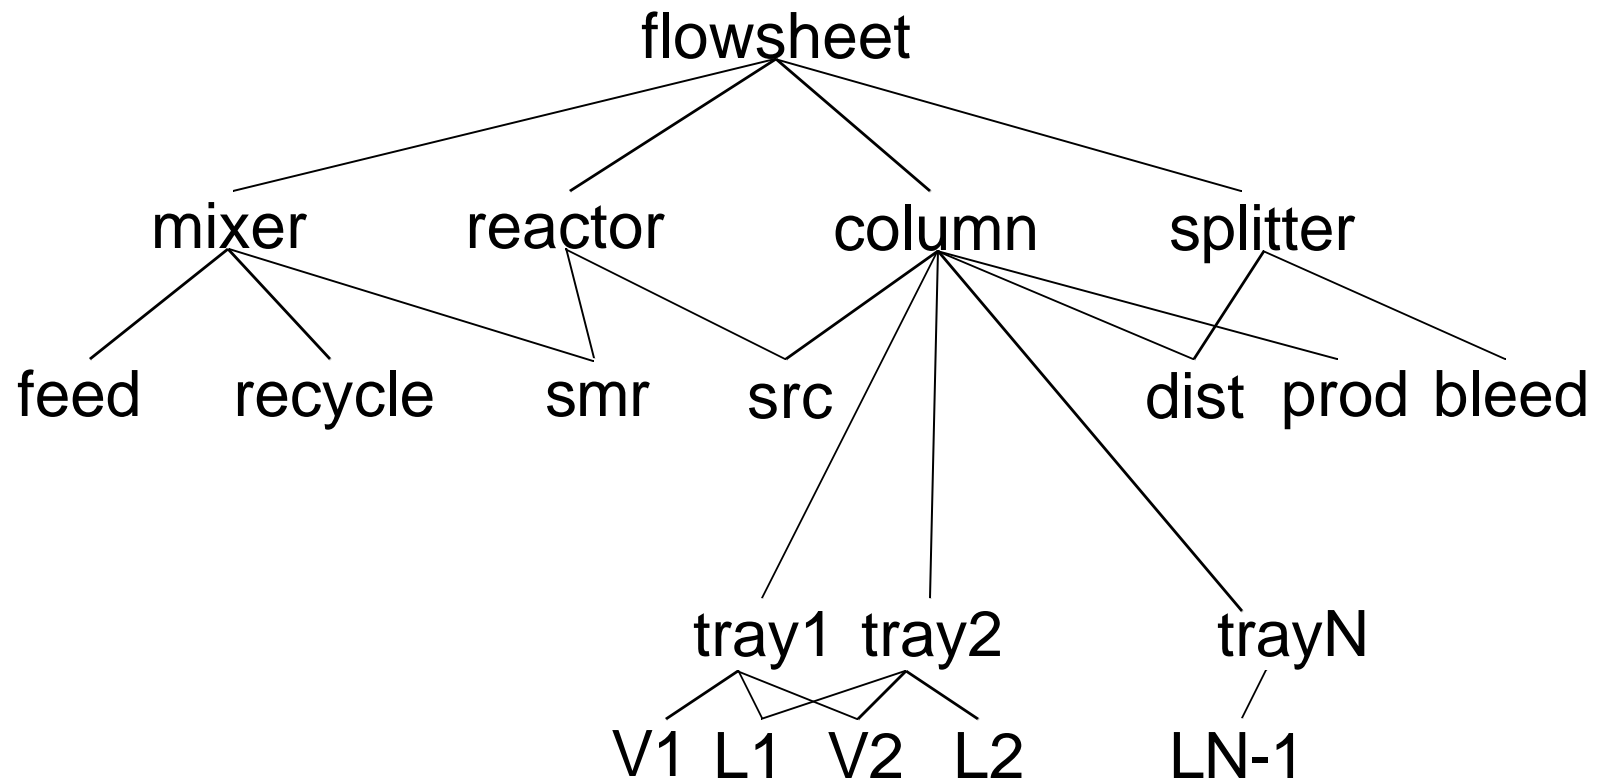 flowsheet
mixer reactor column splitter
feed recycle smr src dist prod bleed
tray1 tray2 trayN
V1 L1 V2 L2 LN-1